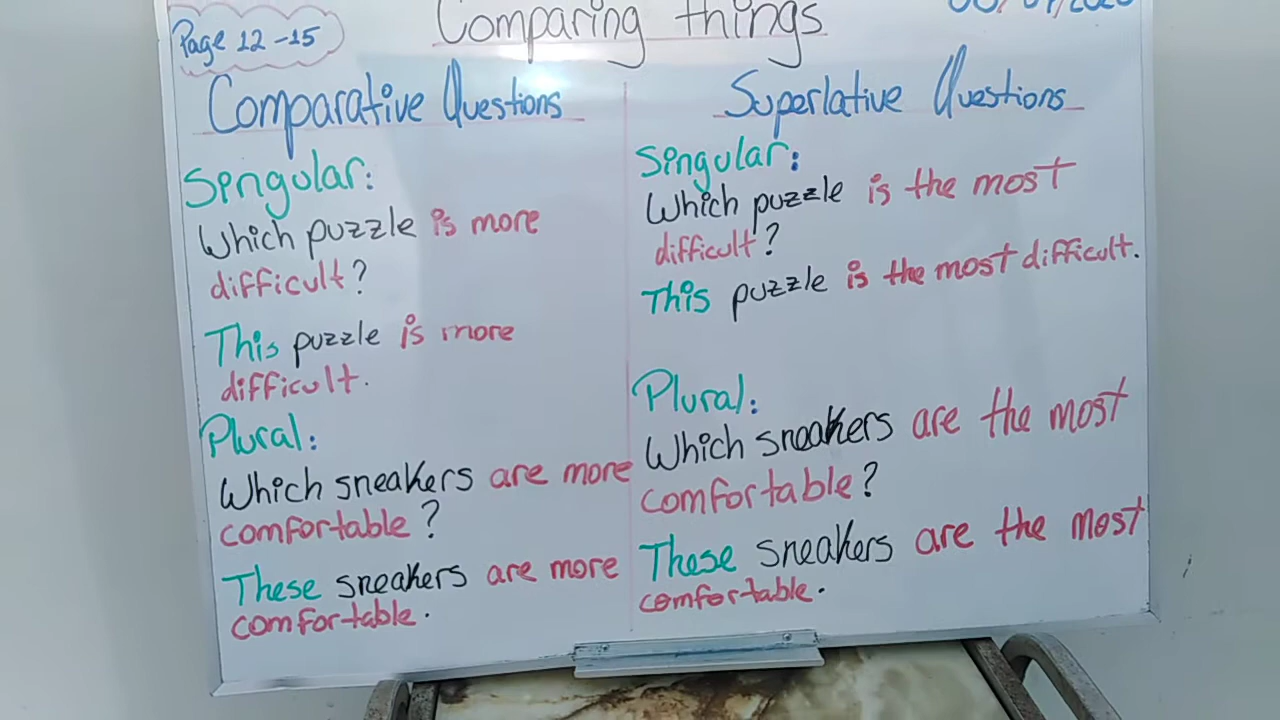 Page 12-15
Comparing things
Comparative Questions
Singular:
Which puzzle is more
difficult?
This puzzle is more
difficult.
Plural:
Which sneakers are more
comfortable?
These sneakers are more
comfortable.
Superlative Questions
Singular:
Which puzzle is the most
difficult?
This puzzle is the most difficult.
Plural:
Which sneakers are the most
comfortable?
These sneakers are the most
comfortable.